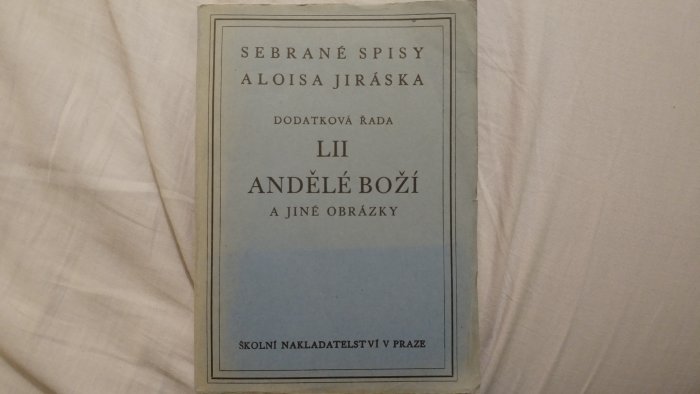 SEBRANÉ SPISY
ALOISA JIRÁSKA
DODATKOVÁ ŘADA
LII
ANDĚLÉ BOŽÍ
A JINÉ OBRÁZKY
ŠKOLNÍ NAKLADATELSTVÍ V PRAZE